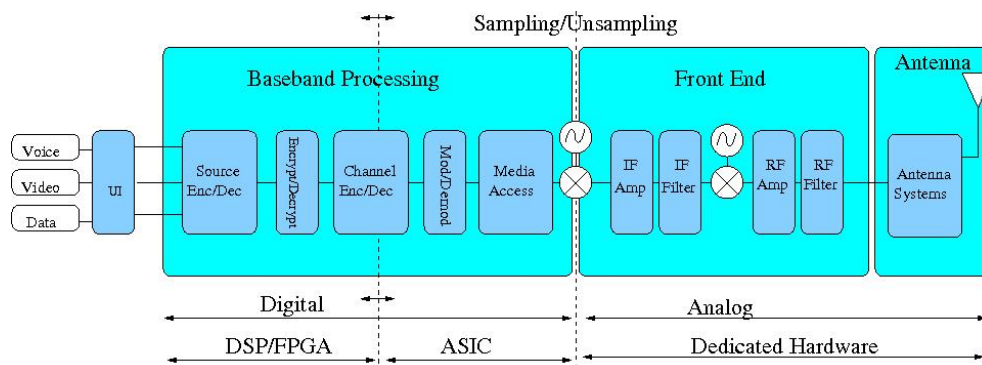 Sampling/Unsampling
Baseband Processing
Front End
Antenna
Voice
Video
Data
UI
Source
Enc/Dec
Encrypt/Decrypt
Channel
Enc/Dec
Mod/Demod
Media
Access
IF
Amp
IF
Filter
RF
Amp
RF
Filter
Antenna
Systems
Digital
Analog
DSP/FPGA
ASIC
Dedicated Hardware